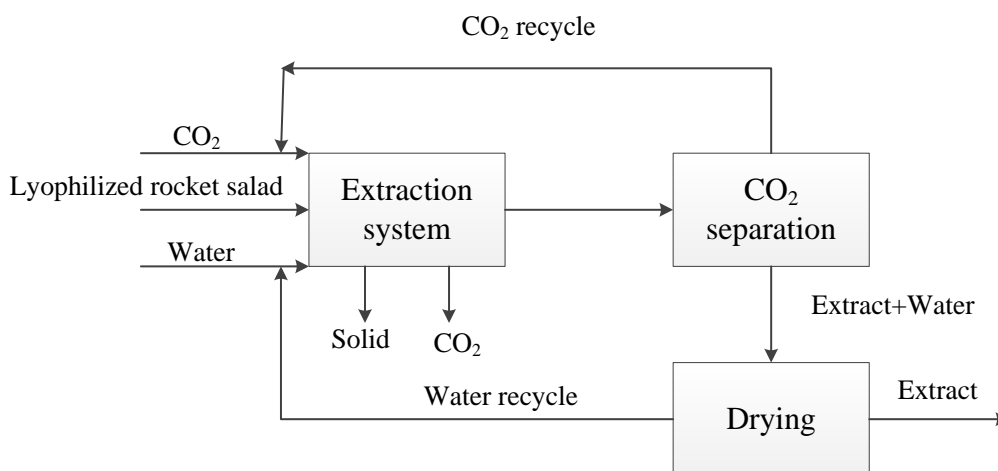 CO₂ recycle
CO₂
Lyophilized rocket salad
Water
Extraction
system
CO₂
separation
Solid
CO₂
Extract+Water
Water recycle
Drying
Extract